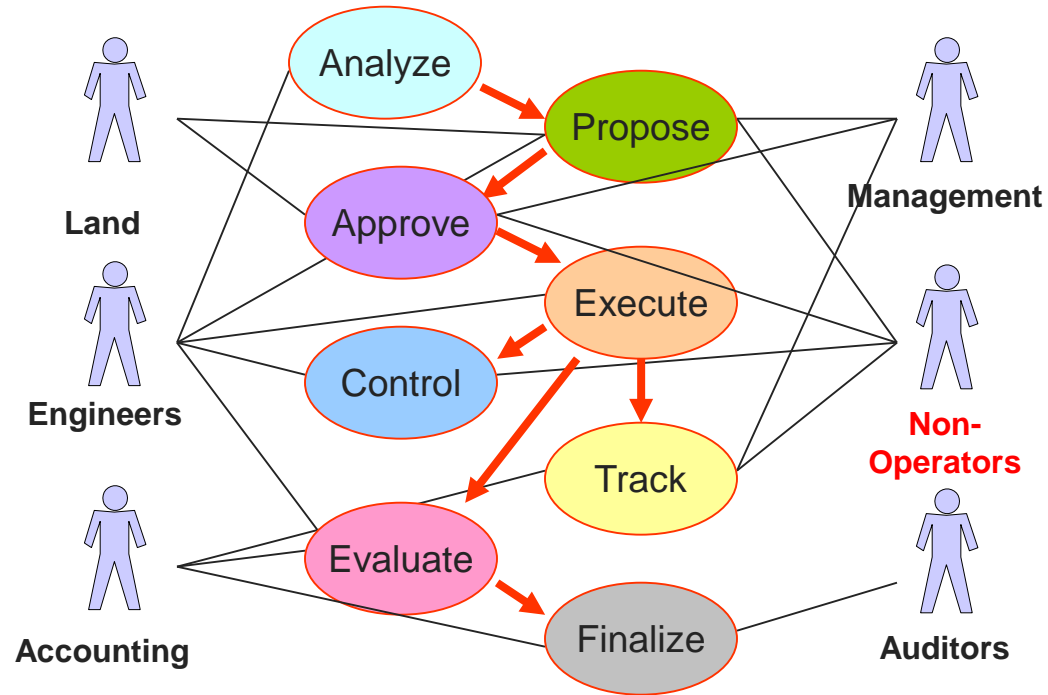 Analyze
Propose
Management
Land
Approve
Execute
Control
Engineers
Non-
Operators
Track
Evaluate
Finalize
Accounting
Auditors